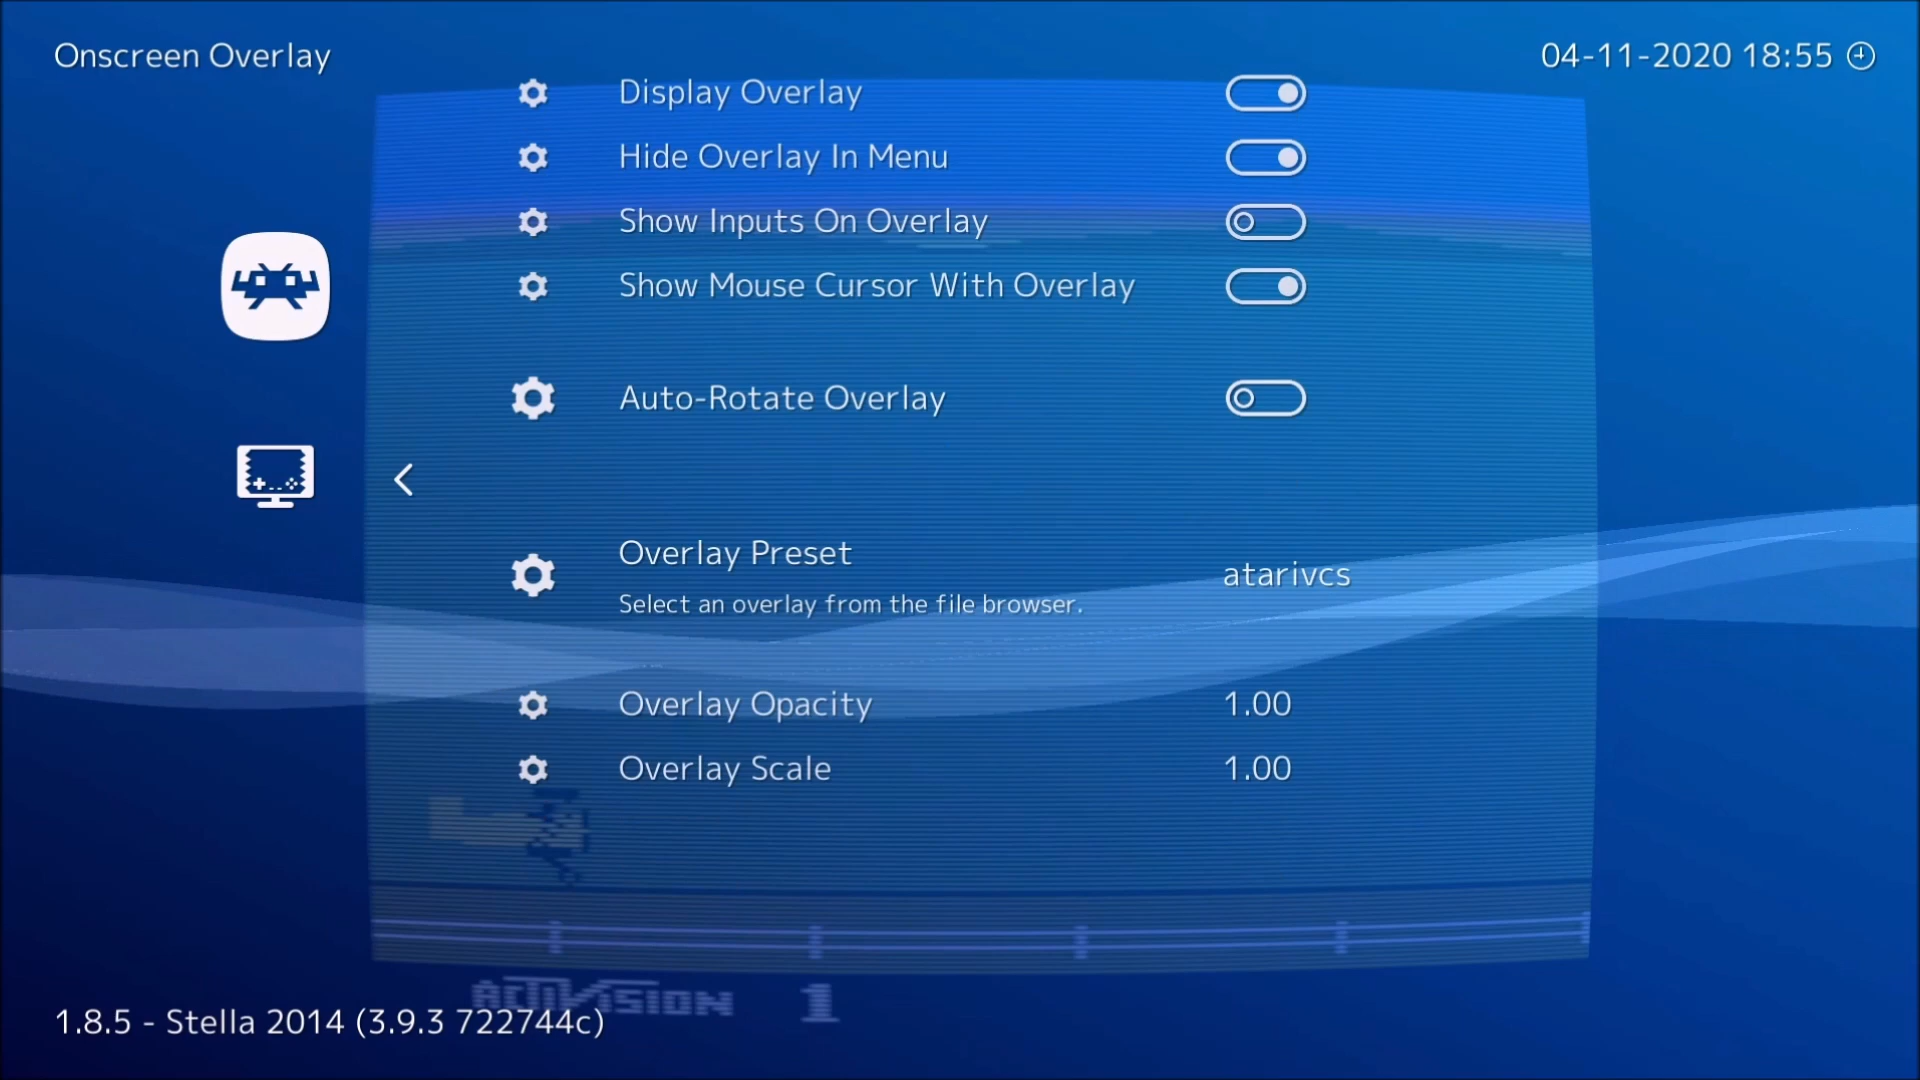 Onscreen Overlay
04-11-2020 18:55
Display Overlay
Hide Overlay In Menu
Show Inputs On Overlay
Show Mouse Cursor With Overlay
Auto-Rotate Overlay
Overlay Preset
atarivcs
Select an overlay from the file browser.
Overlay Opacity 1.00
Overlay Scale 1.00
ACTIVISION 1
1.8.5 - Stella 2014 (3.9.3 722744c)